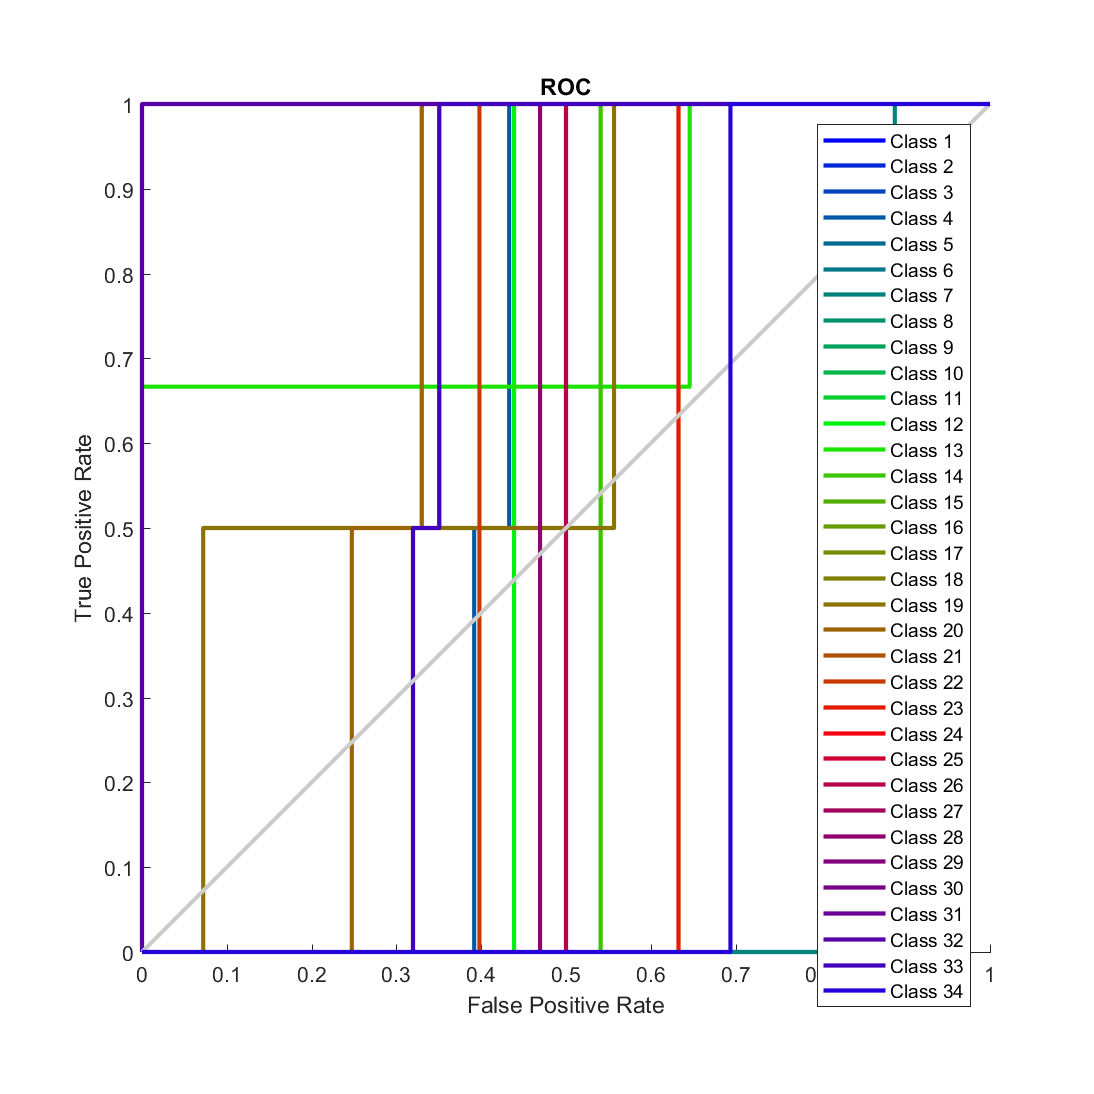 ROC
True Positive Rate
1
0.9
0.8
0.7
0.6
0.5
0.4
0.3
0.2
0.1
0
0 0.1 0.2 0.3 0.4 0.5 0.6 0.7 0 1
False Positive Rate
Class 1
Class 2
Class 3
Class 4
Class 5
Class 6
Class 7
Class 8
Class 9
Class 10
Class 11
Class 12
Class 13
Class 14
Class 15
Class 16
Class 17
Class 18
Class 19
Class 20
Class 21
Class 22
Class 23
Class 24
Class 25
Class 26
Class 27
Class 28
Class 29
Class 30
Class 31
Class 32
Class 33
Class 34